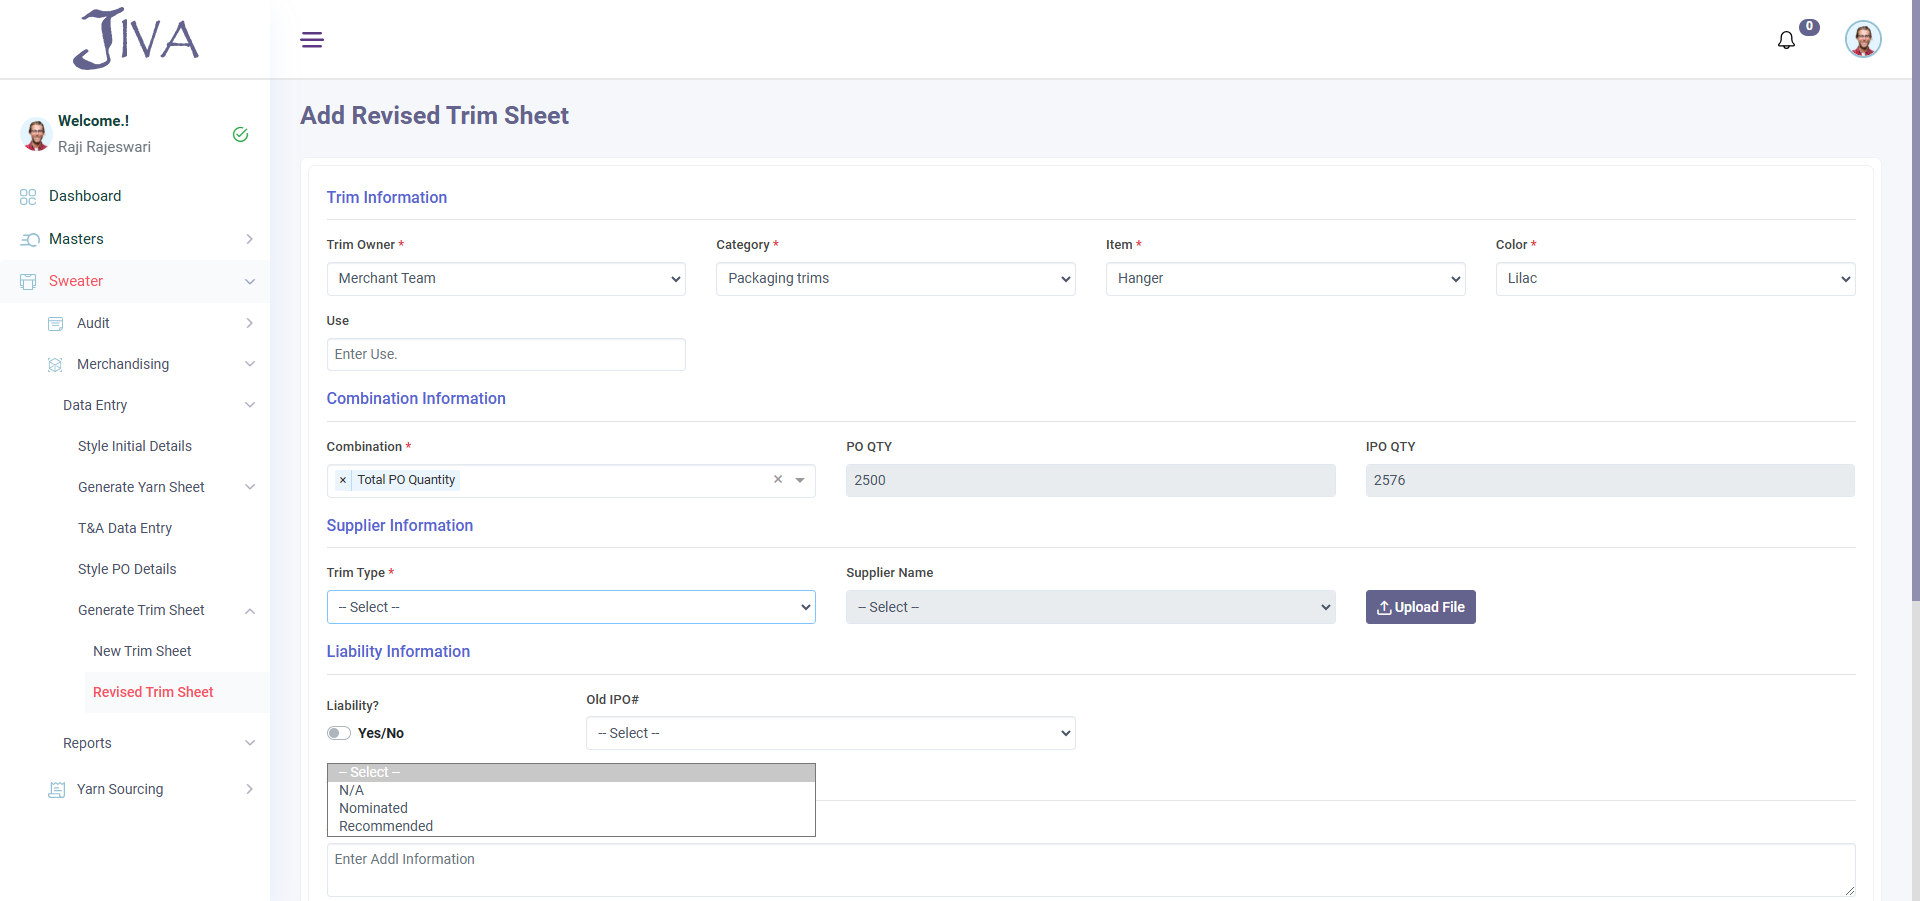 JIVA
0
Welcome.!
Raji Rajeswari
Dashboard
Masters
Sweater
Audit
Merchandising
Data Entry
Style Initial Details
Generate Yarn Sheet
T&A Data Entry
Style PO Details
Generate Trim Sheet
New Trim Sheet
Revised Trim Sheet
Reports
Yarn Sourcing
Add Revised Trim Sheet
Trim Information
Trim Owner * Category * Item * Color *
Merchant Team Packaging trims Hanger Lilac
Use
Enter Use.
Combination Information
Combination * PO QTY IPO QTY
× Total PO Quantity × 2500 2576
Supplier Information
Trim Type * Supplier Name
-- Select -- -- Select -- Upload File
Liability Information
Liability? Old IPO#
Yes/No -- Select --
-- Select --
N/A
Nominated
Recommended
Enter Addl Information